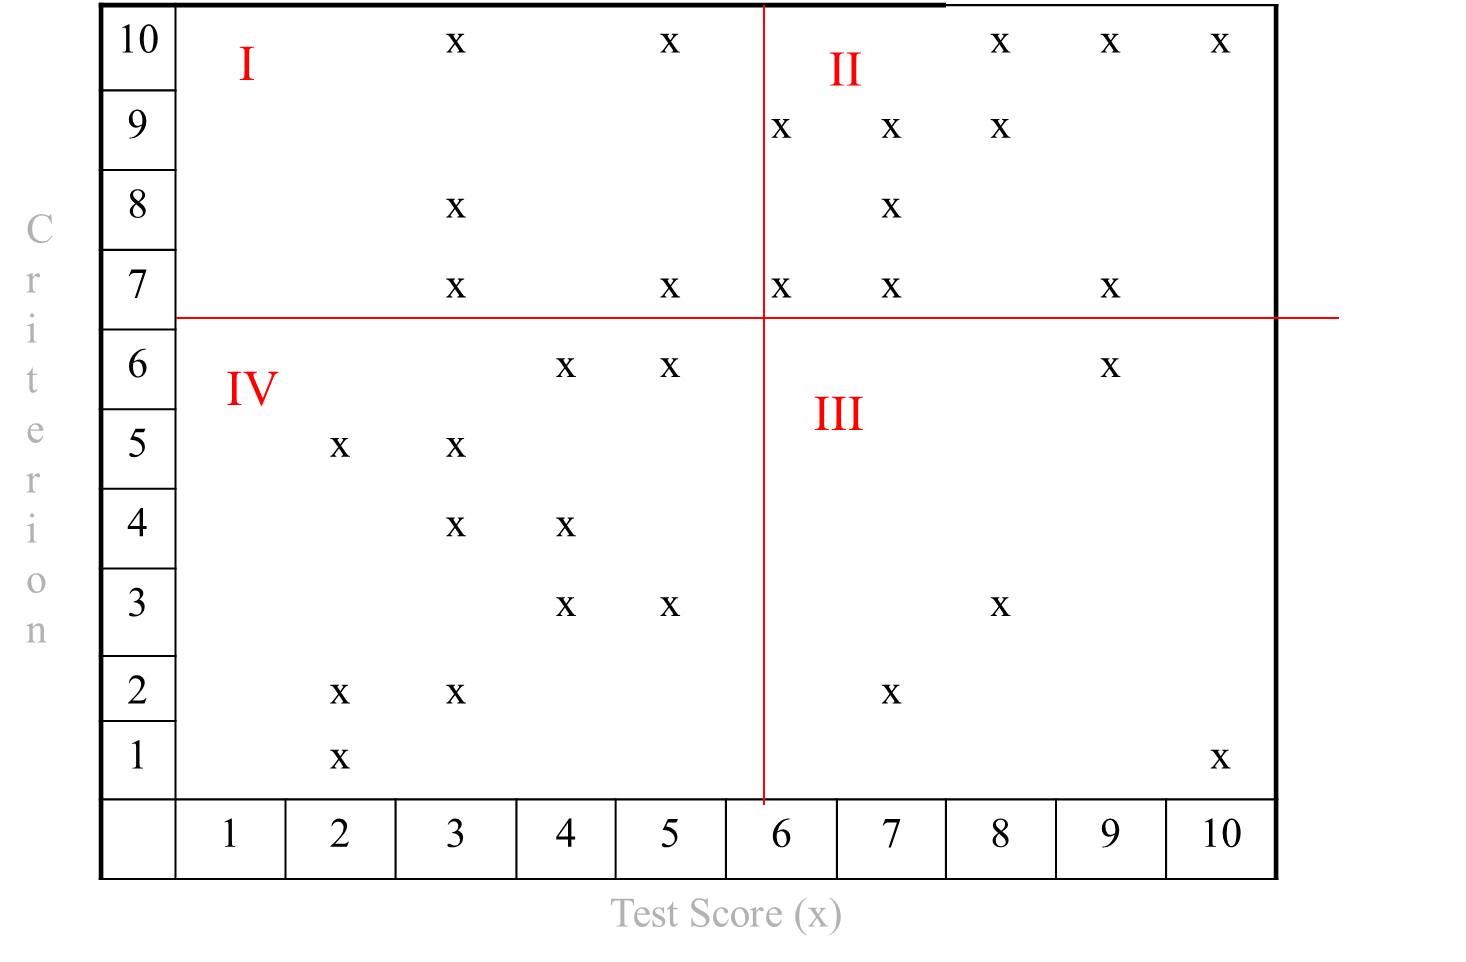 10 I x x II x x x
9 x x x
8 x x
7 x x x x x
Criterion
6 IV x x x
III
5 x x
4 x x
3 x x x
2 x x x
1 x x
1 2 3 4 5 6 7 8 9 10
Test Score (x)